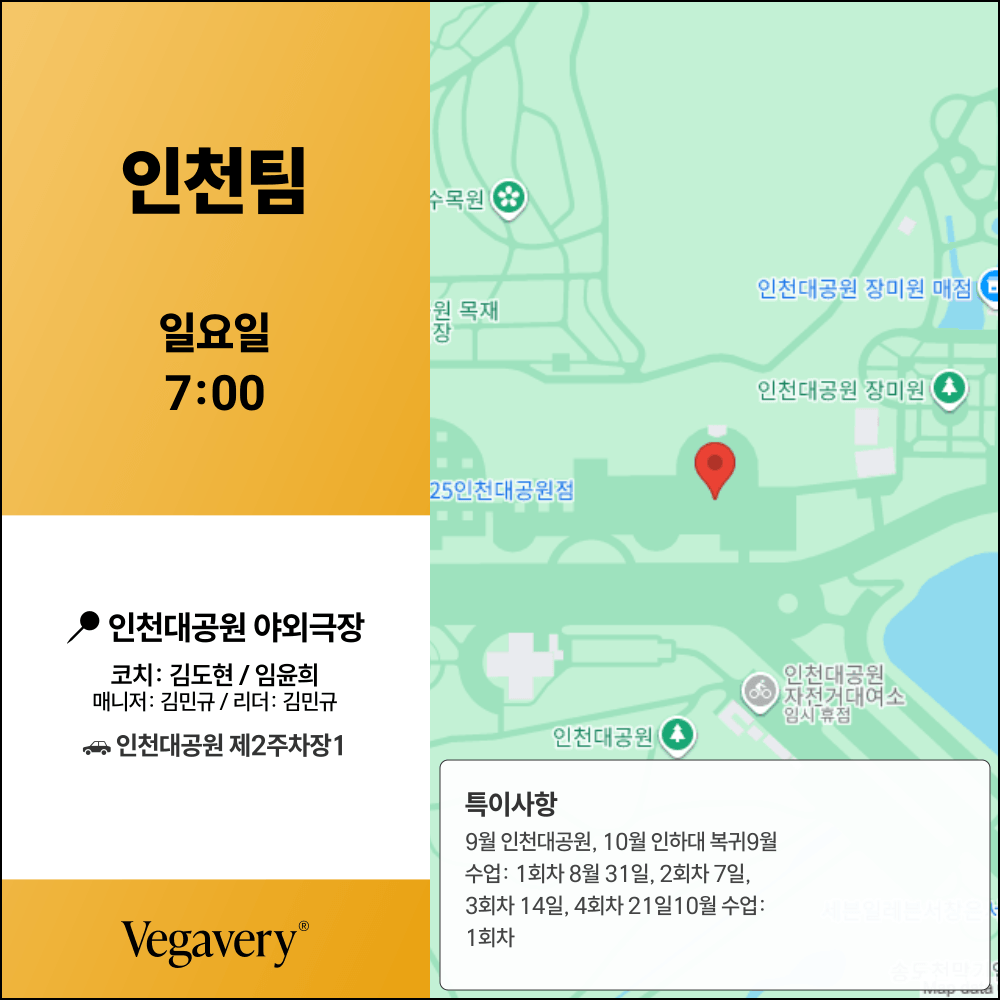 인천팀
일요일
7:00
인천대공원 야외극장
코치: 김도현 / 임윤희
매니저: 김민규 / 리더: 김민규
인천대공원 제2주차장1
Vegavery®
수목원
원 목재
장
인천대공원 장미원 매점
인천대공원 장미원
25인천대공원점
인천대공원
자전거대여소
임시 휴점
인천대공원
특이사항
9월 인천대공원, 10월 인하대 복귀9월
수업: 1회차 8월 31일, 2회차 7일,
3회차 14일, 4회차 21일10월 수업:
1회차
Map data